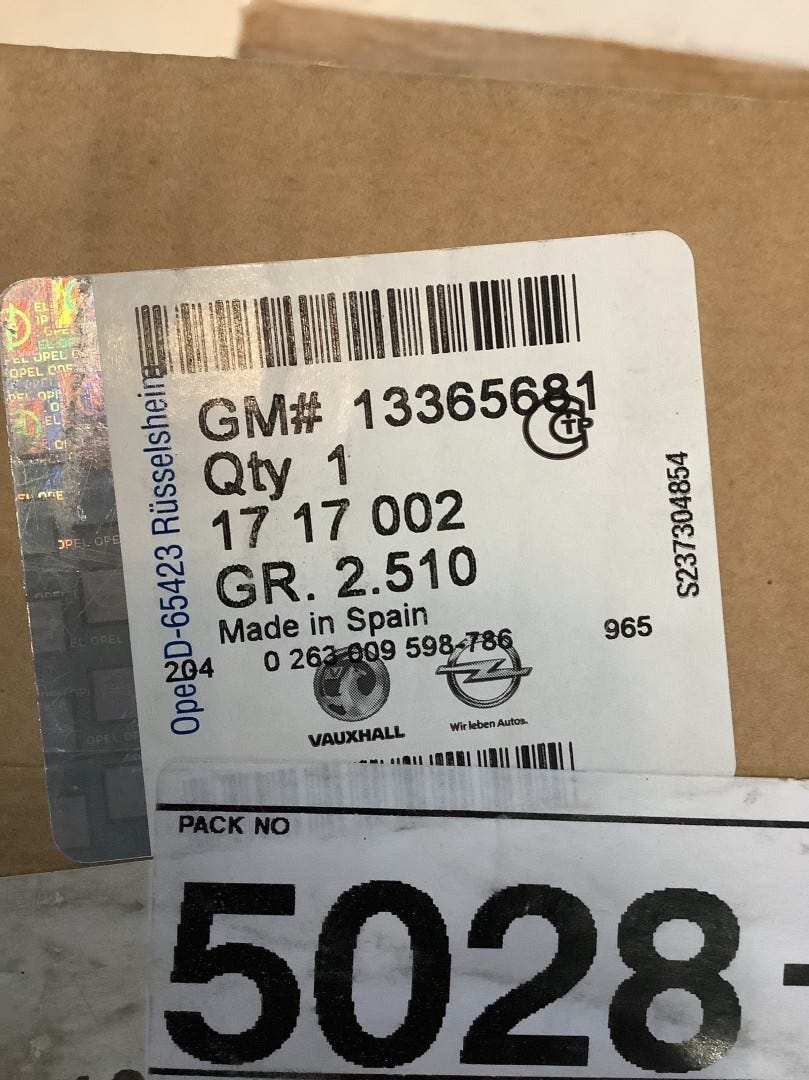 GM# 13365681
Qty 1
17 17 002
GR. 2.510
Made in Spain
204 0 263 009 598-786 965
VAUXHALL
Wir leben Autos.
Opel D-65423 Rüsselsheim
S237304854
PACK NO
5028-